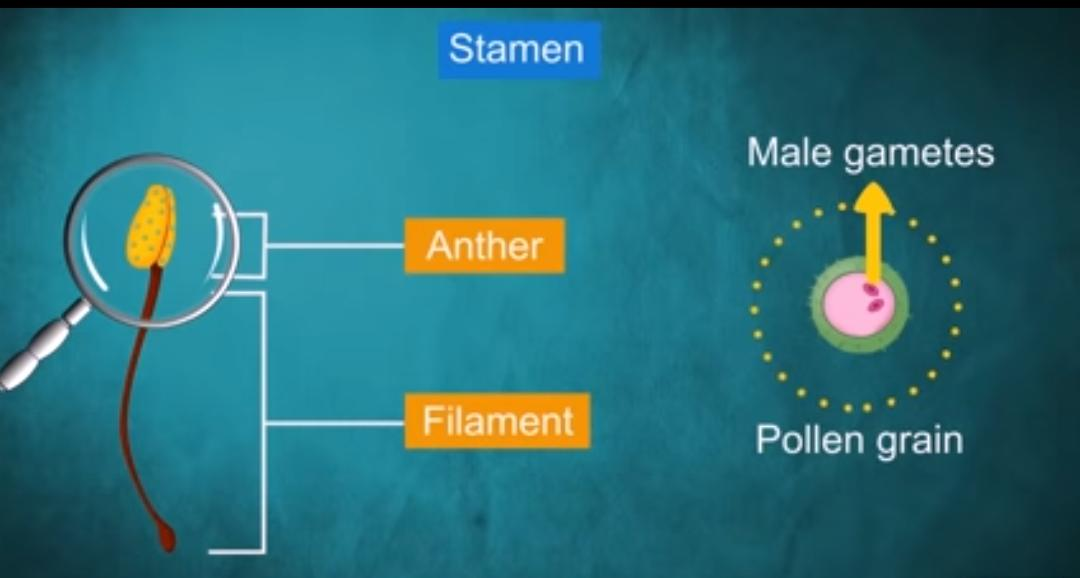 Stamen
Male gametes
Anther
Filament
Pollen grain